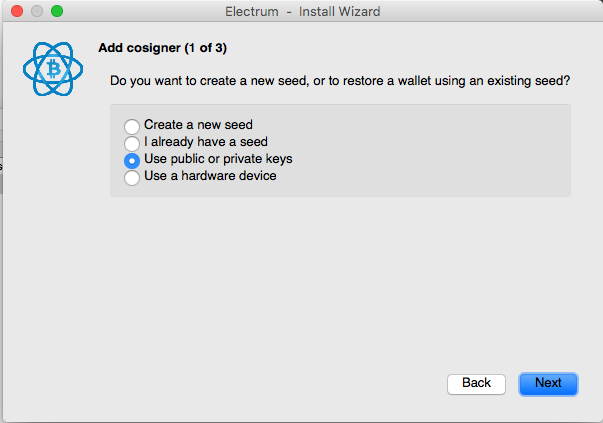 Electrum - Install Wizard
Add cosigner (1 of 3)
Do you want to create a new seed, or to restore a wallet using an existing seed?
Create a new seed
I already have a seed
Use public or private keys
Use a hardware device
Back
Next